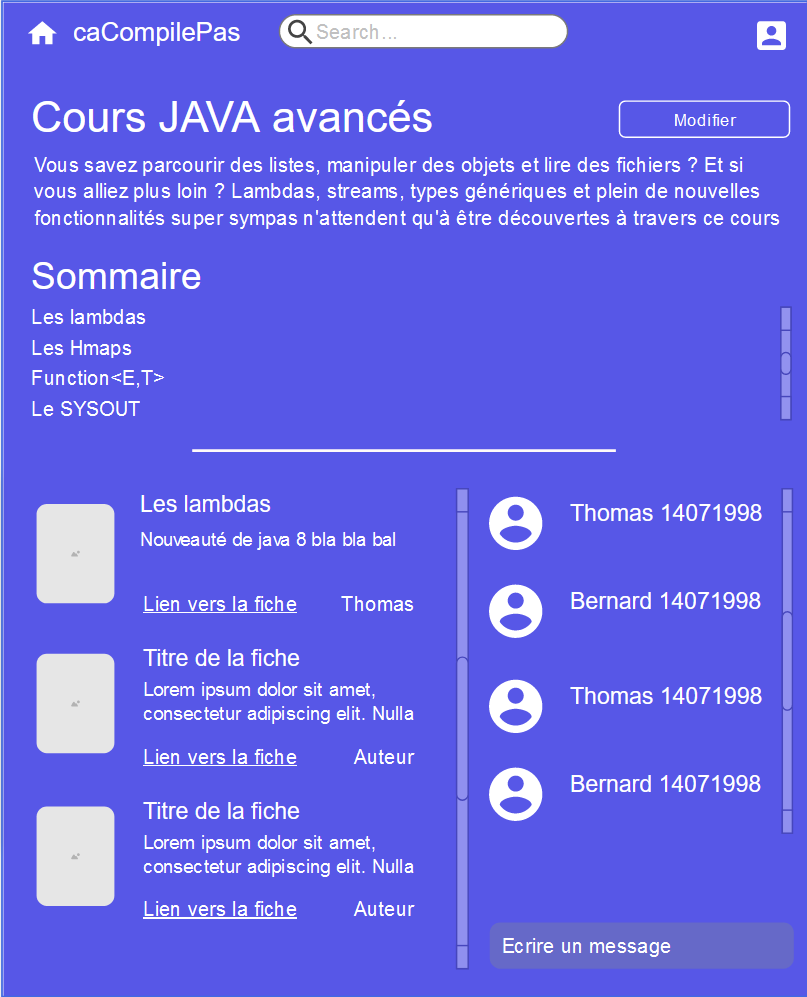 caCompilePas
Search...
Cours JAVA avancés
Modifier
Vous savez parcourir des listes, manipuler des objets et lire des fichiers ? Et si
vous alliez plus loin ? Lambdas, streams, types génériques et plein de nouvelles
fonctionnalités super sympas n'attendent qu'à être découvertes à travers ce cours
Sommaire
Les lambdas
Les Hmaps
Function<E,T>
Le SYSOUT
Les lambdas
Nouveauté de java 8 bla bla bal
Lien vers la fiche
Thomas
Titre de la fiche
Lorem ipsum dolor sit amet,
consectetur adipiscing elit. Nulla
Lien vers la fiche
Auteur
Titre de la fiche
Lorem ipsum dolor sit amet,
consectetur adipiscing elit. Nulla
Lien vers la fiche
Auteur
Thomas 14071998
Bernard 14071998
Thomas 14071998
Bernard 14071998
Ecrire un message